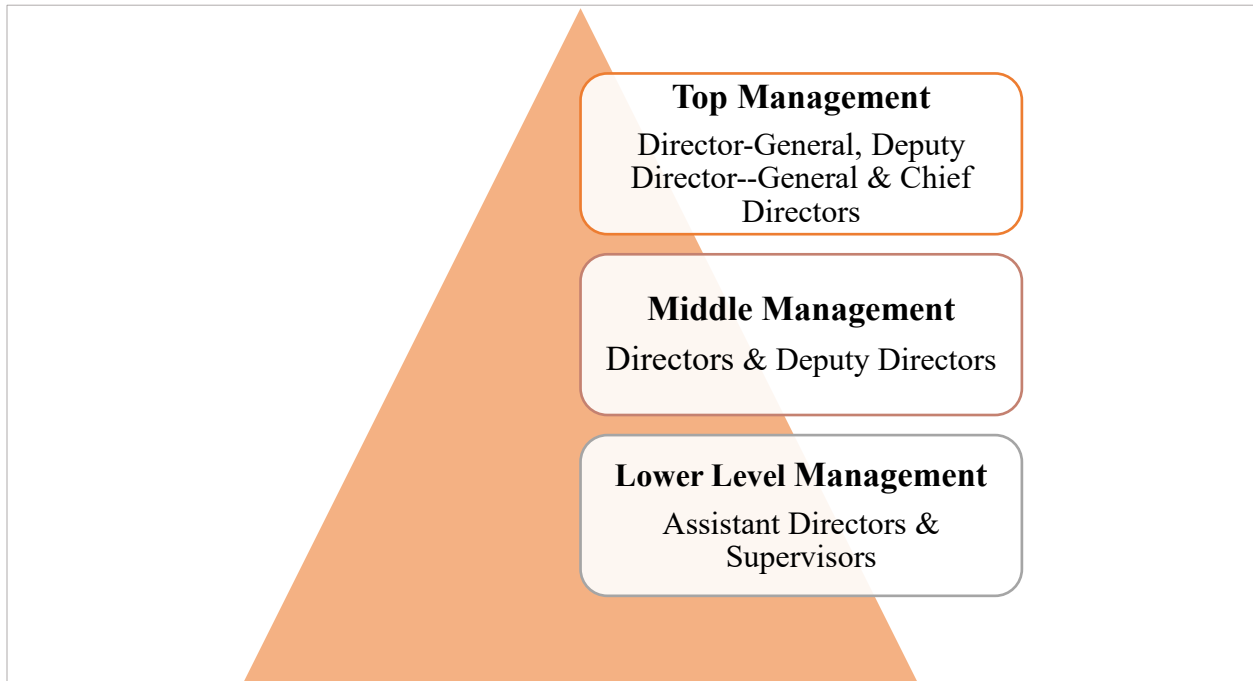 Top Management
Director-General, Deputy
Director--General & Chief
Directors
Middle Management
Directors & Deputy Directors
Lower Level Management
Assistant Directors &
Supervisors